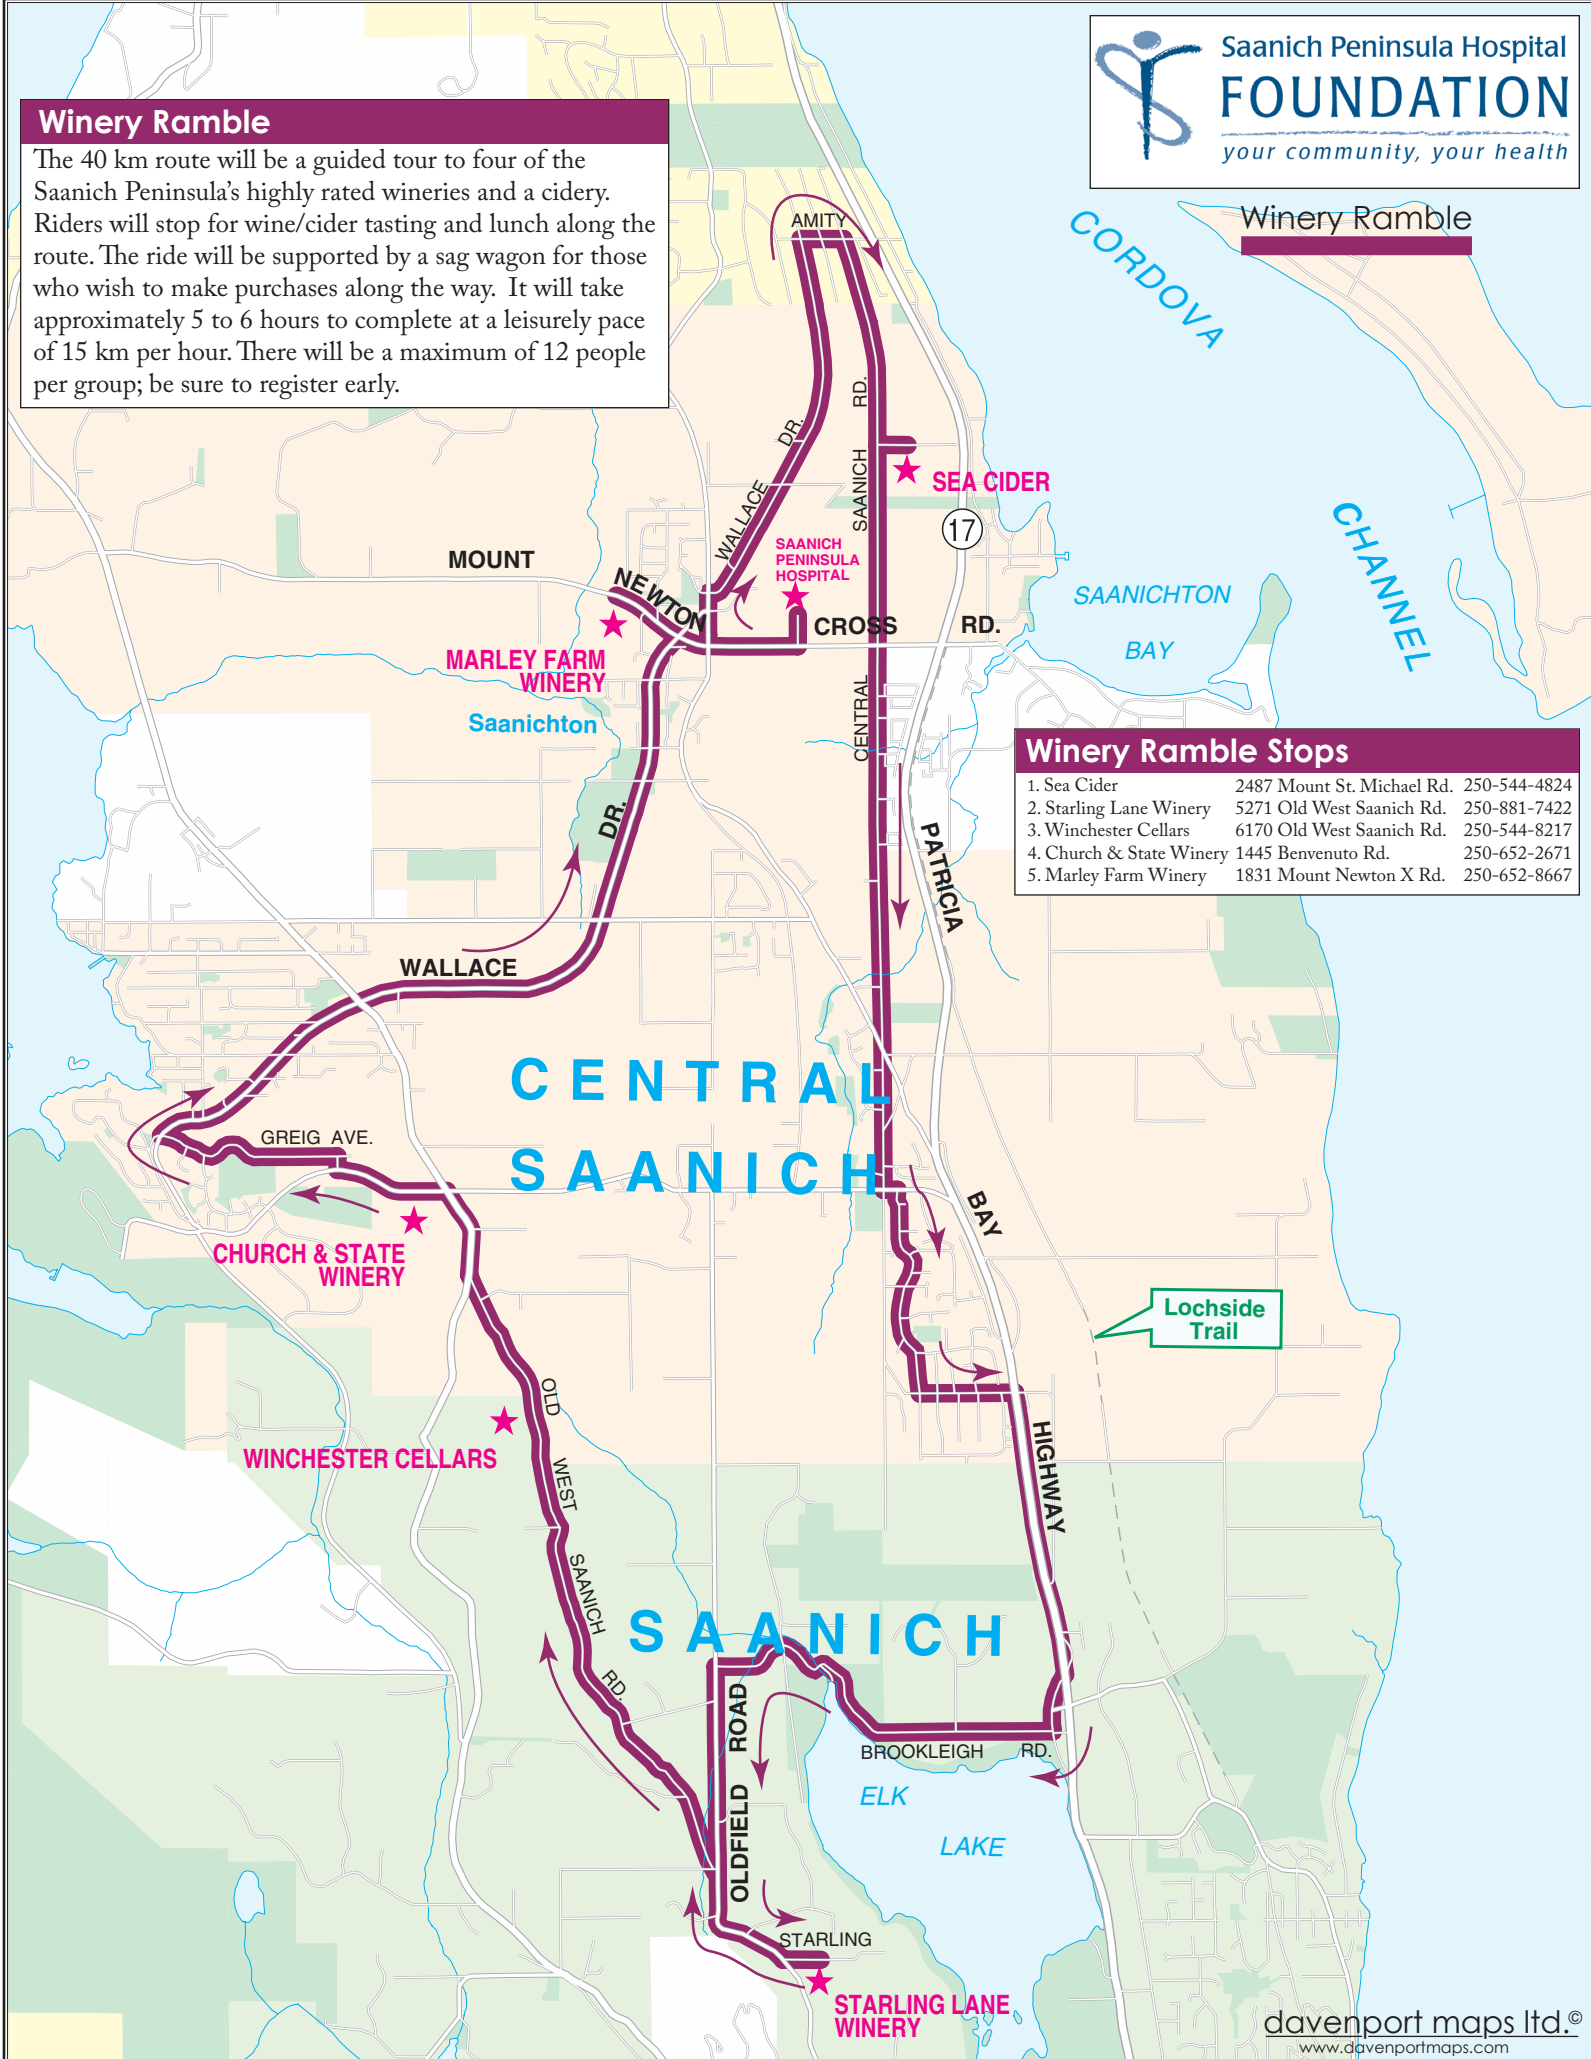 Saanich Peninsula Hospital
FOUNDATION
your community, your health
Winery Ramble
The 40 km route will be a guided tour to four of the
Saanich Peninsula's highly rated wineries and a cidery.
Riders will stop for wine/cider tasting and lunch along the
route. The ride will be supported by a sag wagon for those
who wish to make purchases along the way. It will take
approximately 5 to 6 hours to complete at a leisurely pace
of 15 km per hour. There will be a maximum of 12 people
per group; be sure to register early.
Winery Ramble
AMITY
CORDOVA
CHANNEL
WALLACE DR.
CENTRAL SAANICH RD.
SEA CIDER
17
SAANICH
PENINSULA
HOSPITAL
MOUNT NEWTON CROSS RD.
SAANICHTON
BAY
MARLEY FARM
WINERY
Saanichton
Winery Ramble Stops
1. Sea Cider 2487 Mount St. Michael Rd. 250-544-4824
2. Starling Lane Winery 5271 Old West Saanich Rd. 250-881-7422
3. Winchester Cellars 6170 Old West Saanich Rd. 250-544-8217
4. Church & State Winery 1445 Benvenuto Rd. 250-652-2671
5. Marley Farm Winery 1831 Mount Newton X Rd. 250-652-8667
PATRICIA BAY HIGHWAY
WALLACE DR.
CENTRAL
SAANICH
GREIG AVE.
CHURCH & STATE
WINERY
Lochside
Trail
WINCHESTER CELLARS
OLD WEST SAANICH RD.
SAANICH
OLDFIELD ROAD
BROOKLEIGH RD.
ELK
LAKE
STARLING
STARLING LANE
WINERY
davenport maps ltd.©
www.davenportmaps.com